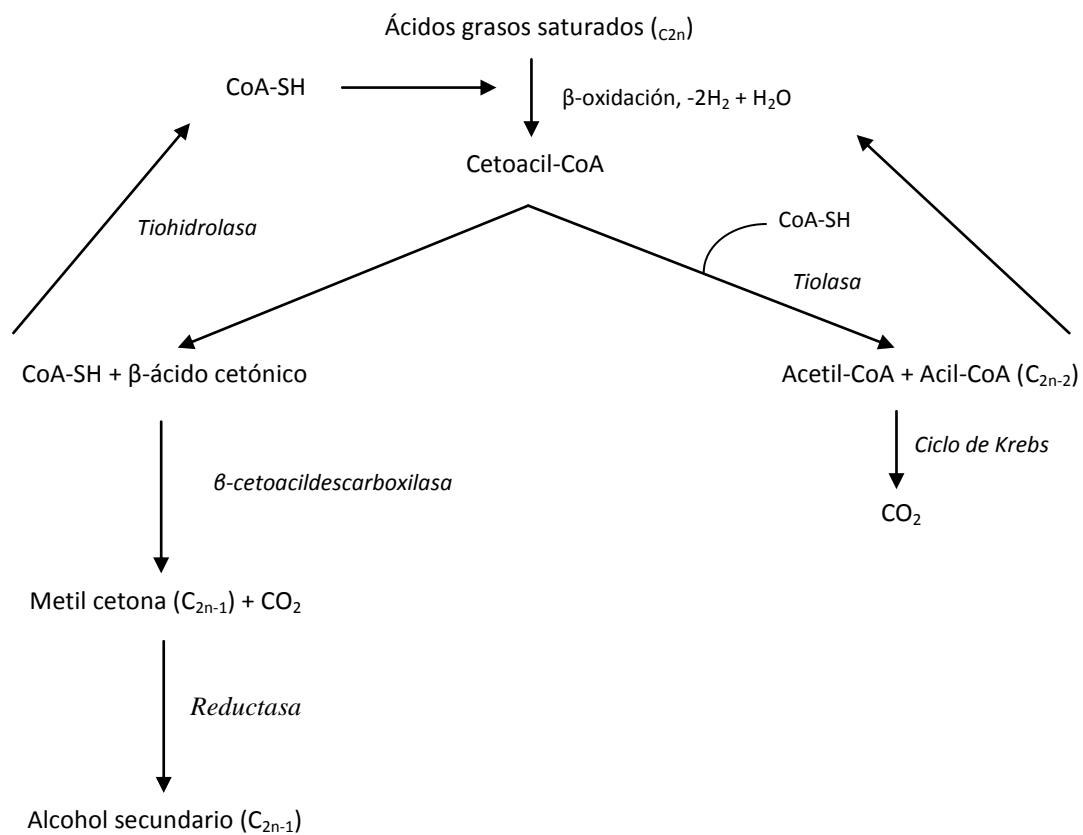 Ácidos grasos saturados (C2n)
CoA-SH
β-oxidación, -2H2 + H2O
Cetoacil-CoA
Tiohidrolasa
CoA-SH
Tiolasa
CoA-SH + β-ácido cetónico
Acetil-CoA + Acil-CoA (C2n-2)
Ciclo de Krebs
β-cetoacildescarboxilasa
CO2
Metil cetona (C2n-1) + CO2
Reductasa
Alcohol secundario (C2n-1)